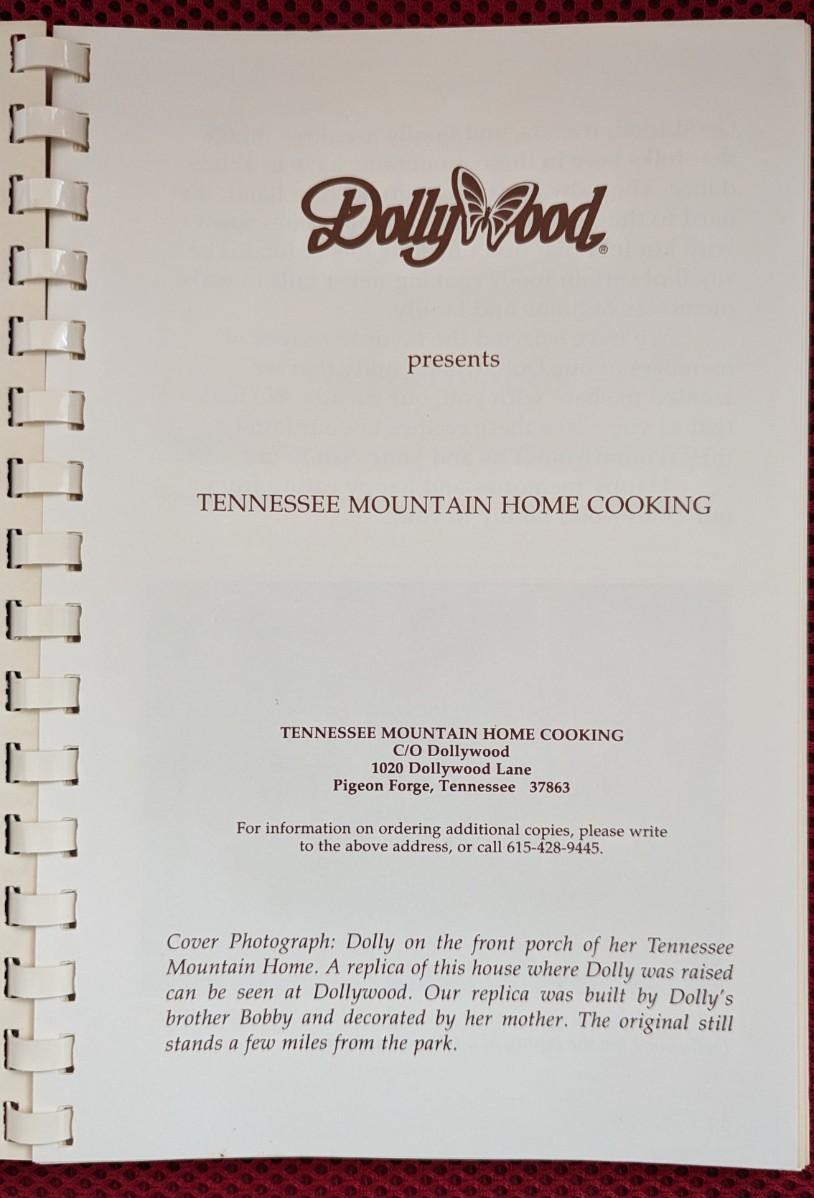 DollyWood®
presents
TENNESSEE MOUNTAIN HOME COOKING
TENNESSEE MOUNTAIN HOME COOKING
C/O Dollywood
1020 Dollywood Lane
Pigeon Forge, Tennessee 37863
For information on ordering additional copies, please write
to the above address, or call 615-428-9445.
Cover Photograph: Dolly on the front porch of her Tennessee
Mountain Home. A replica of this house where Dolly was raised
can be seen at Dollywood. Our replica was built by Dolly's
brother Bobby and decorated by her mother. The original still
stands a few miles from the park.